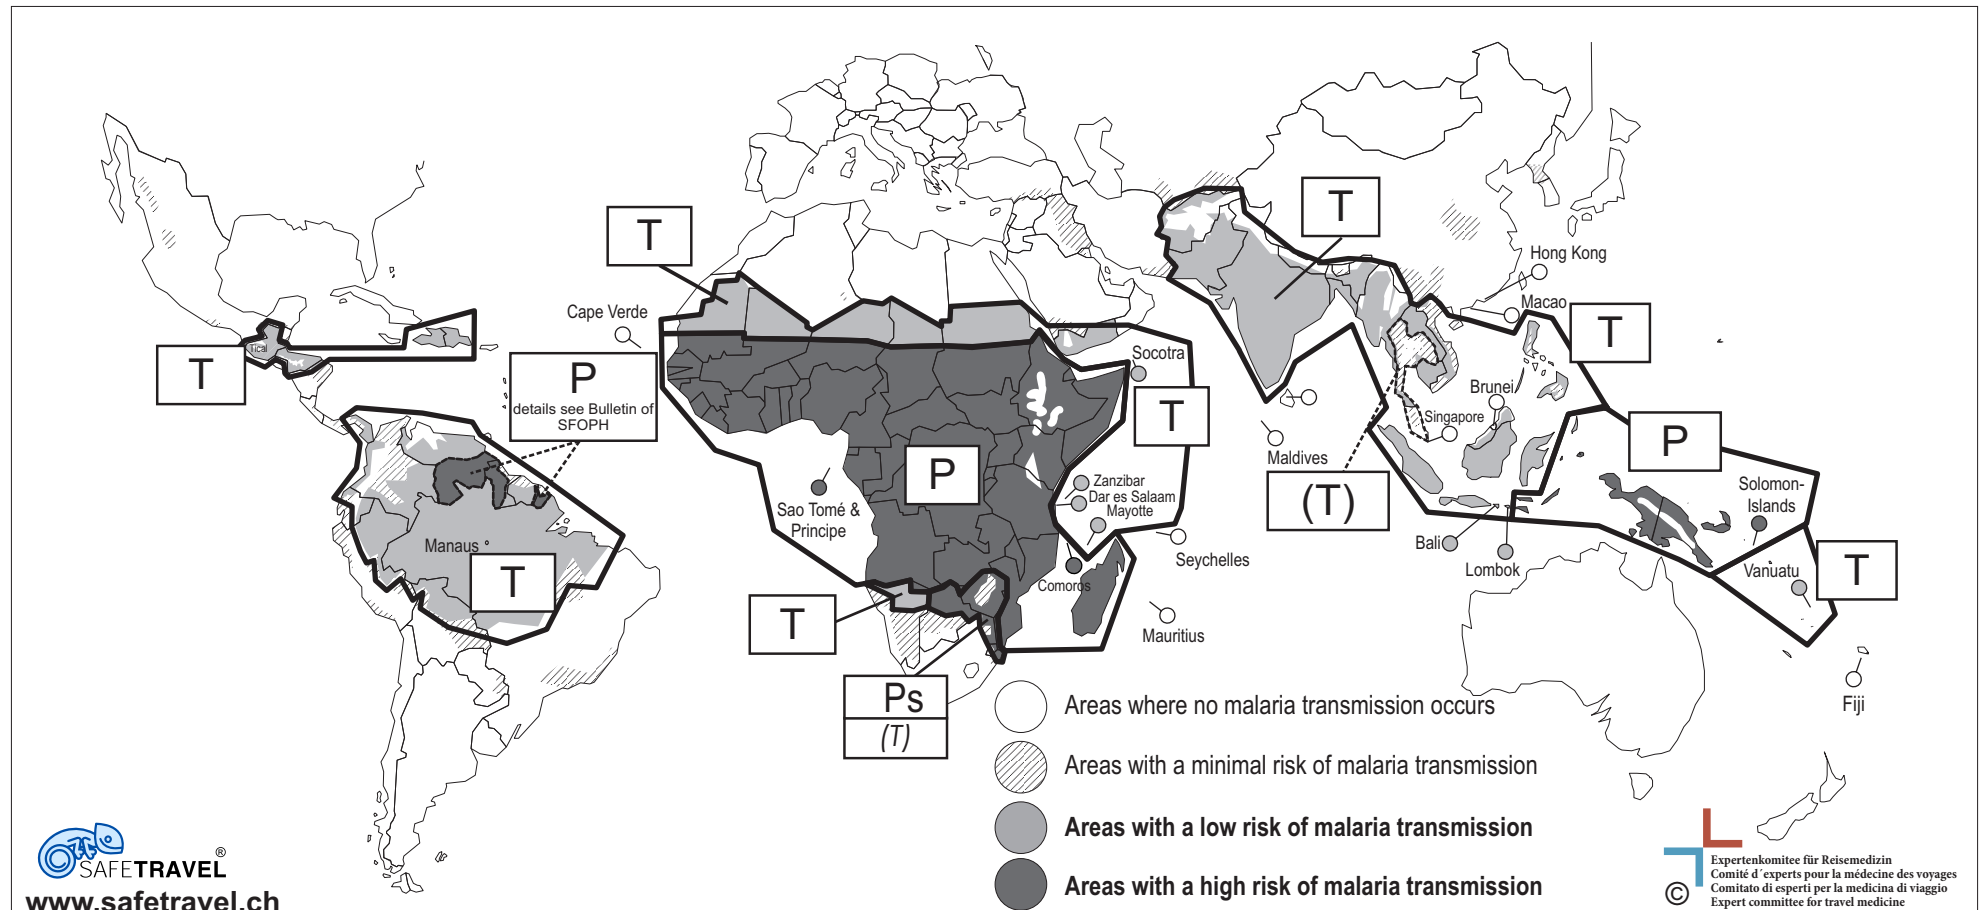 T
Hong Kong
T
Cape Verde
Macao
T
Tical
Socotra
T
P
details see Bulletin of
SFOPH
Brunei
T
Singapore
P
Maldives
P
(T)
Zanzibar
Dar es Salaam
Mayotte
Solomon-
Islands
Sao Tomé &
Principe
Manaus
Bali
Seychelles
T
Lombok
Vanuatu
T
Comoros
T
Mauritius
Ps
(T)
Fiji
Areas where no malaria transmission occurs
Areas with a minimal risk of malaria transmission
Areas with a low risk of malaria transmission
Areas with a high risk of malaria transmission
SAFETRAVEL®
www.safetravel.ch
Expertenkomitee für Reisemedizin
Comité d´experts pour la médecine des voyages
Comitato di esperti per la medicina di viaggio
© Expert committee for travel medicine